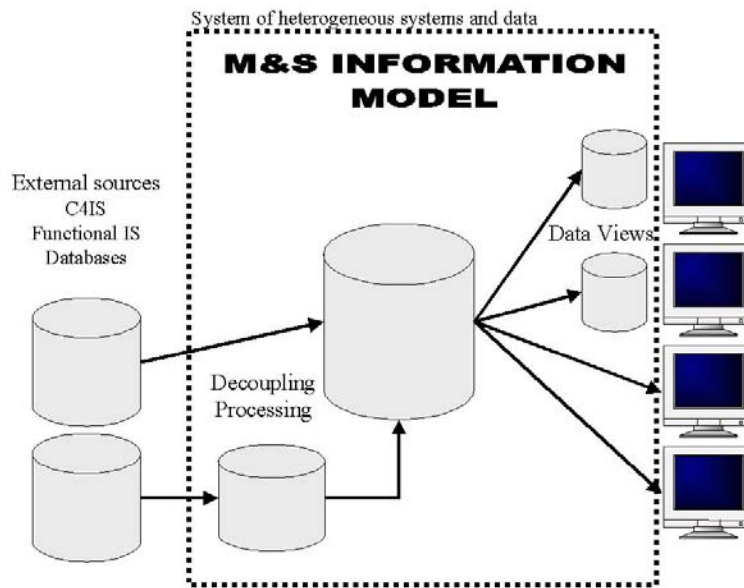 System of heterogeneous systems and data
M&S INFORMATION
MODEL
External sources
C4IS
Functional IS
Databases
Data Views
Decoupling
Processing